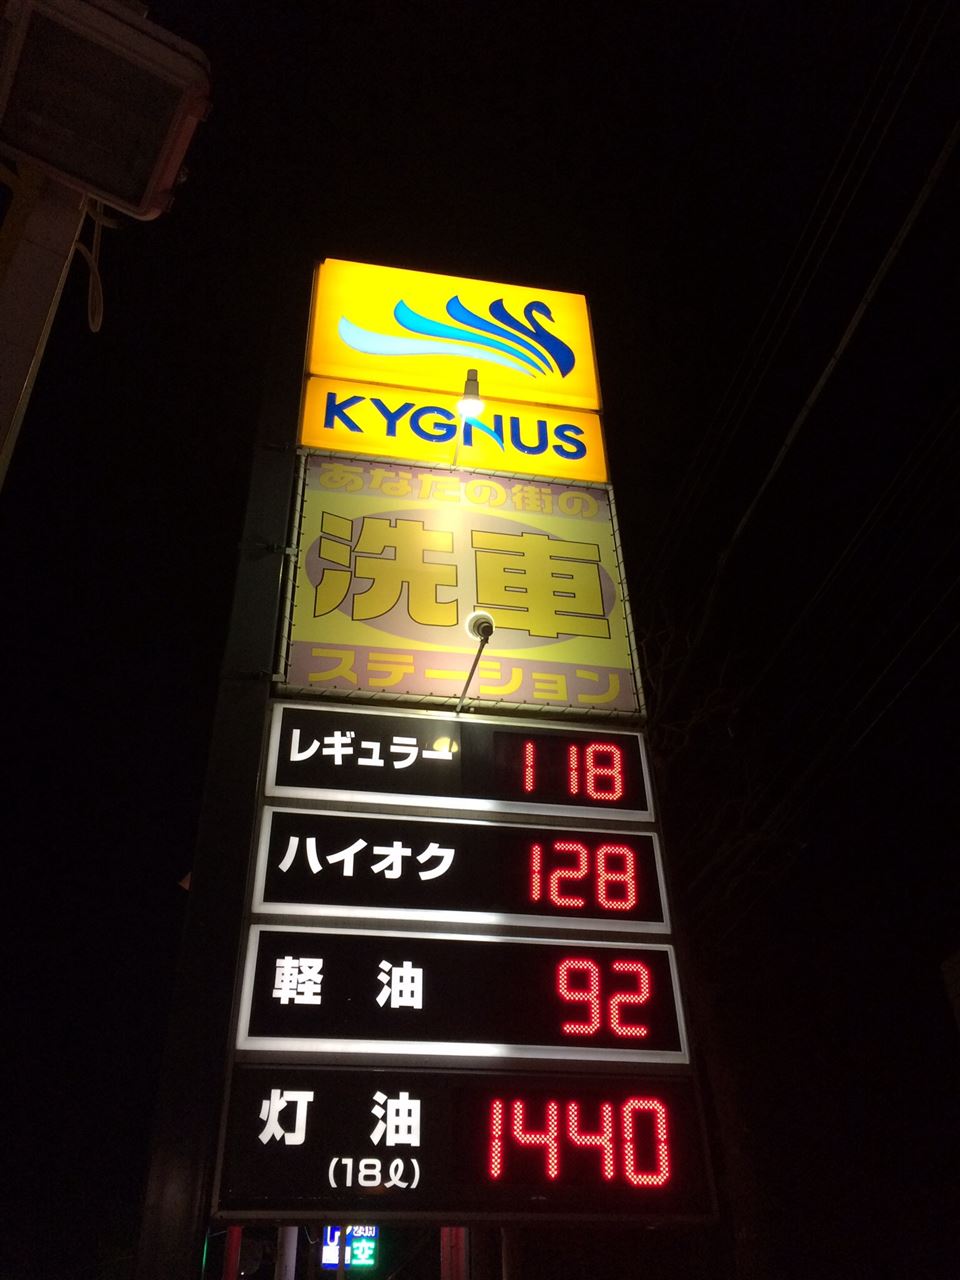 KYGNUS
あなたの街の
洗車
ステーション
レギュラー 118
ハイオク 128
軽油 92
灯油 1440
(18ℓ)
空